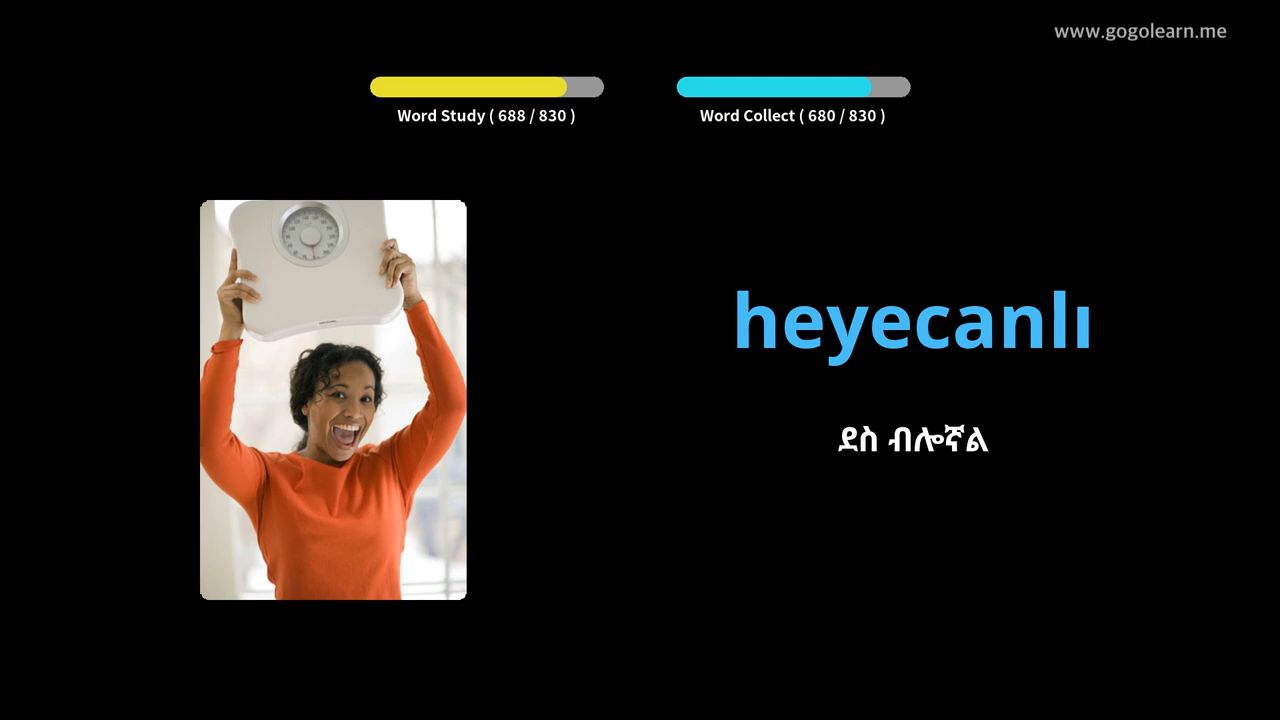 www.gogolearn.me
Word Study ( 688 / 830 )
Word Collect ( 680 / 830 )
heyecanlı
ደስ ብሎኛል